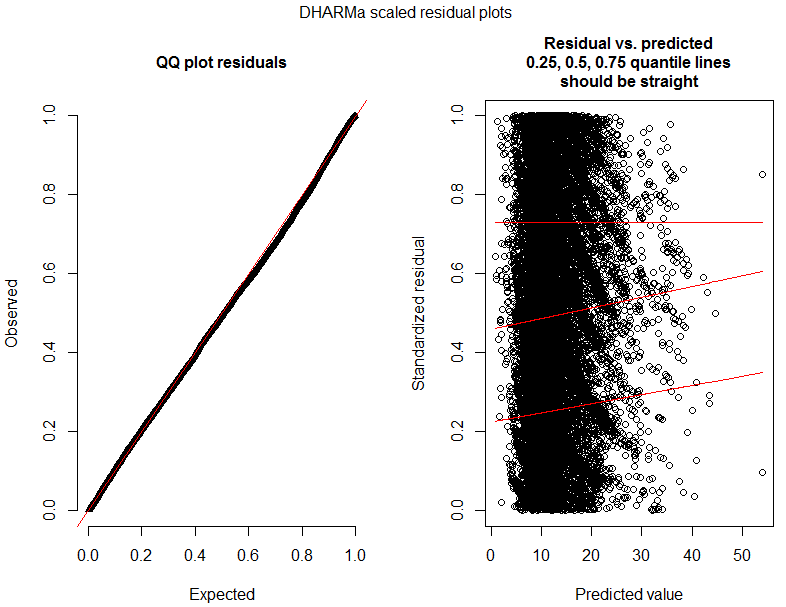 DHARMa scaled residual plots
QQ plot residuals
Observed
0.0 0.2 0.4 0.6 0.8 1.0
0.0 0.2 0.4 0.6 0.8 1.0
Expected
Residual vs. predicted
0.25, 0.5, 0.75 quantile lines
should be straight
Standardized residual
0.0 0.2 0.4 0.6 0.8 1.0
0 10 20 30 40 50
Predicted value